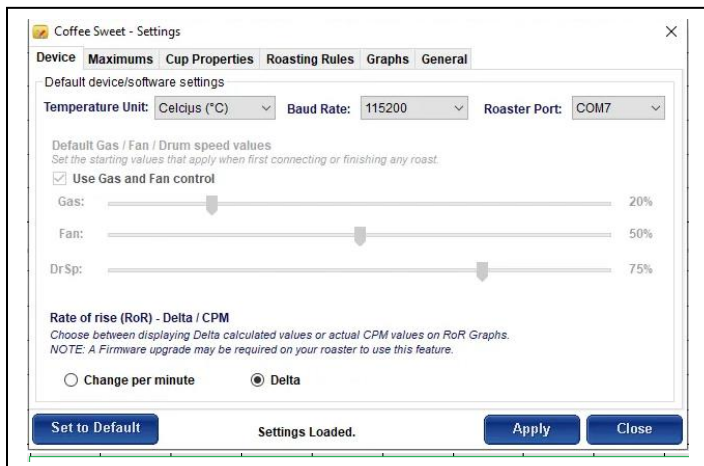 Coffee Sweet - Settings
Device Maximums Cup Properties Roasting Rules Graphs General
Default device/software settings
Temperature Unit: Celcius (°C) Baud Rate: 115200 Roaster Port: COM7
Default Gas / Fan / Drum speed values
Set the starting values that apply when first connecting or finishing any roast.
Use Gas and Fan control
Gas: 20%
Fan: 50%
DrSp: 75%
Rate of rise (RoR) - Delta / CPM
Choose between displaying Delta calculated values or actual CPM values on RoR Graphs.
NOTE: A Firmware upgrade may be required on your roaster to use this feature.
Change per minute Delta
Set to Default Settings Loaded. Apply Close